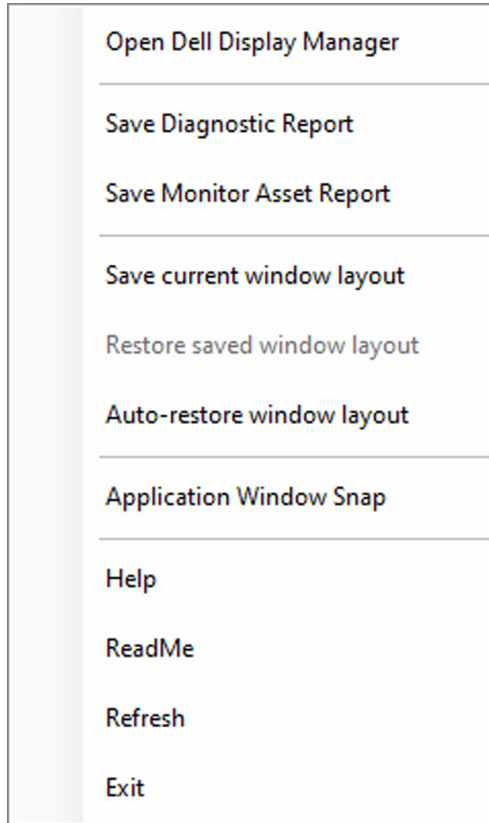 Open Dell Display Manager
Save Diagnostic Report
Save Monitor Asset Report
Save current window layout
Restore saved window layout
Auto-restore window layout
Application Window Snap
Help
ReadMe
Refresh
Exit